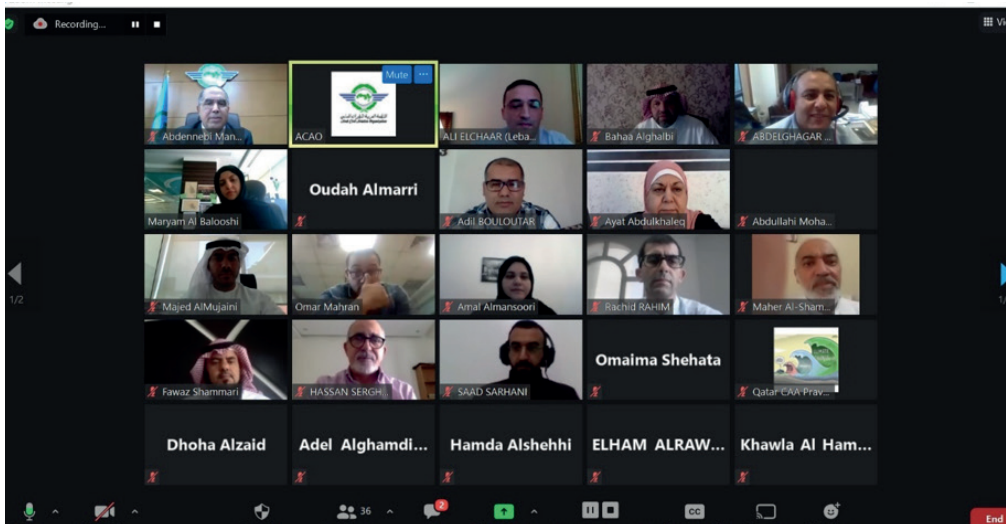 Recording...
Vi
Abdennebi Man...
Mute ...
ACAO
ALI ELCHAAR (Leba...
Bahaa Alghalbi
ABDELGHAGAR ...
Maryam Al Balooshi
Oudah Almarri
Adil BOULOUTAR
Ayat Abdulkhaleq
Abdullahi Moha...
1/2
Majed AlMujaini
Omar Mahran
Amal Almansoori
Rachid RAHIM
Maher Al-Sham...
Fawaz Shammari
HASSAN SERGH...
SAAD SARHANI
Omaima Shehata
Qatar CAA Prav...
Dhoha Alzaid
Adel Alghamdi...
Hamda Alshehhi
ELHAM ALRAW...
Khawla Al Ham...
36
2
CC
End